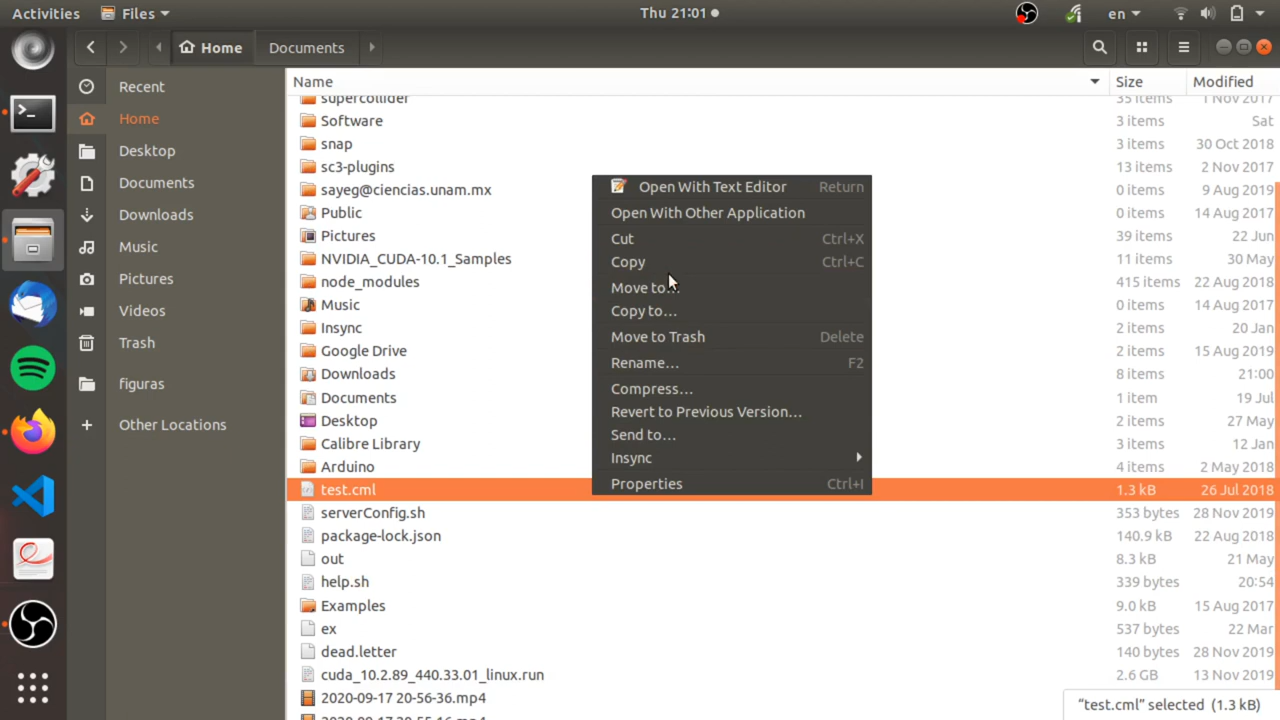 Activities Files Thu 21:01 en
Home Documents
Name Size Modified
Recent
Home
Desktop
Documents
Downloads
Music
Pictures
Videos
Trash
figuras
Other Locations
supercollider 35 items 1 Nov 2017
Software 3 items Sat
snap 3 items 30 Oct 2018
sc3-plugins 13 items 2 Nov 2017
sayeg@ciencias.unam.mx 0 items 9 Aug 2019
Public 0 items 14 Aug 2017
Pictures 39 items 22 Jun
NVIDIA_CUDA-10.1_Samples 11 items 30 May
node_modules 415 items 22 Aug 2018
Music 0 items 14 Aug 2017
Insync 2 items 20 Jan
Google Drive 2 items 15 Aug 2019
Downloads 8 items 21:00
Documents 1 item 19 Jul
Desktop 2 items 27 May
Calibre Library 3 items 12 Jan
Arduino 4 items 2 May 2018
test.cml 1.3 kB 26 Jul 2018
serverConfig.sh 353 bytes 28 Nov 2019
package-lock.json 140.9 kB 22 Aug 2018
out 8.3 kB 21 May
help.sh 339 bytes 20:54
Examples 9.0 kB 15 Aug 2017
ex 537 bytes 22 Mar
dead.letter 140 bytes 28 Nov 2019
cuda_10.2.89_440.33.01_linux.run 2.6 GB 13 Nov 2019
2020-09-17 20-56-36.mp4
Open With Text Editor Return
Open With Other Application
Cut Ctrl+X
Copy Ctrl+C
Move to...
Copy to…
Move to Trash Delete
Rename… F2
Compress…
Revert to Previous Version…
Send to…
Insync
Properties Ctrl+I
"test.cml" selected (1.3 kB)